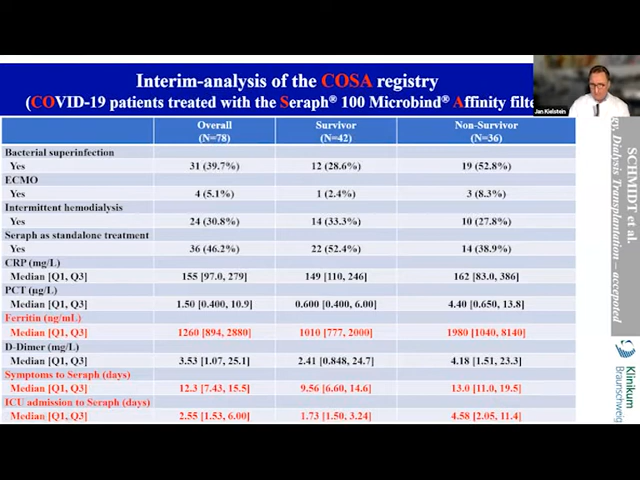 Interim-analysis of the COSA registry
(COVID-19 patients treated with the Seraph® 100 Microbind® Affinity filte
Jan Kielstein
Overall Survivor Non-Survivor
(N=78) (N=42) (N=36)
Bacterial superinfection
Yes 31 (39.7%) 12 (28.6%) 19 (52.8%)
ECMO
Yes 4 (5.1%) 1 (2.4%) 3 (8.3%)
Intermittent hemodialysis
Yes 24 (30.8%) 14 (33.3%) 10 (27.8%)
Seraph as standalone treatment
Yes 36 (46.2%) 22 (52.4%) 14 (38.9%)
CRP (mg/L)
Median [Q1, Q3] 155 [97.0, 279] 149 [110, 246] 162 [83.0, 386]
PCT (µg/L)
Median [Q1, Q3] 1.50 [0.400, 10.9] 0.600 [0.400, 6.00] 4.40 [0.650, 13.8]
Ferritin (ng/mL)
Median [Q1, Q3] 1260 [894, 2880] 1010 [777, 2000] 1980 [1040, 8140]
D-Dimer (mg/L)
Median [Q1, Q3] 3.53 [1.07, 25.1] 2.41 [0.848, 24.7] 4.18 [1.51, 23.3]
Symptoms to Seraph (days)
Median [Q1, Q3] 12.3 [7.43, 15.5] 9.56 [6.60, 14.6] 13.0 [11.0, 19.5]
ICU admission to Seraph (days)
Median [Q1, Q3] 2.55 [1.53, 6.00] 1.73 [1.50, 3.24] 4.58 [2.05, 11.4]
SCHMIDT et al.
Dialysis Transplantation – accepoted
Klinikum
Braunschweig